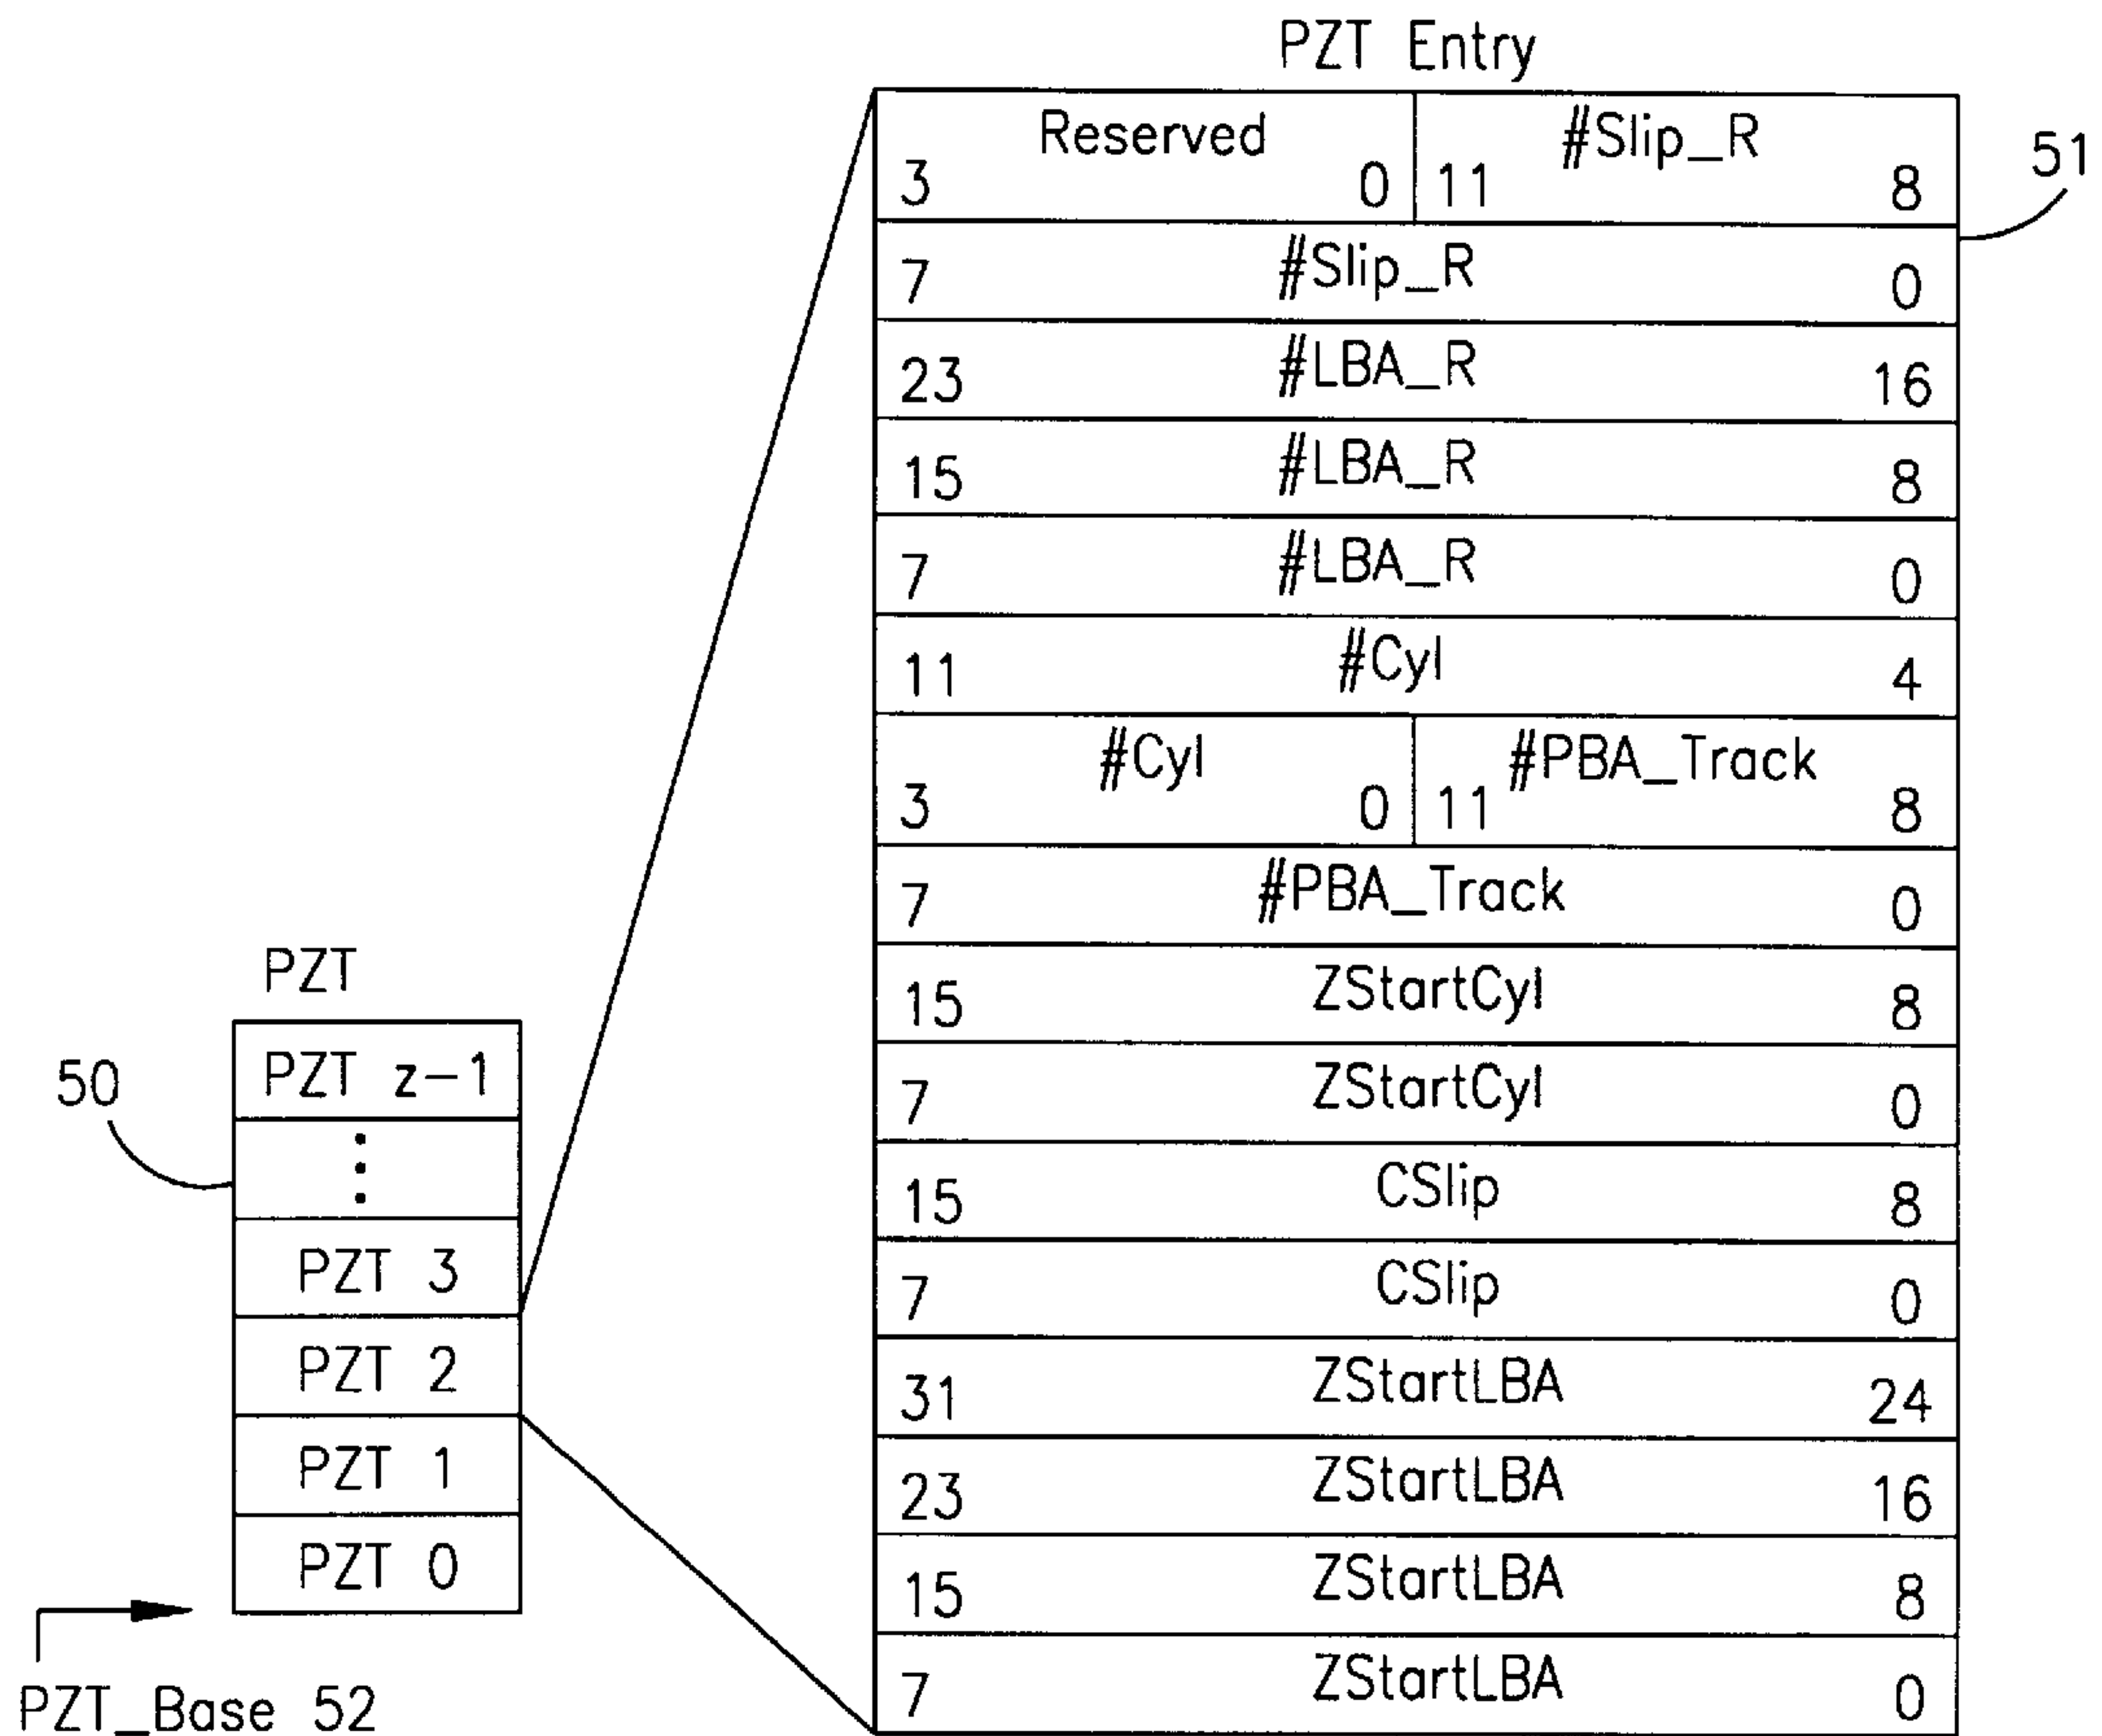 PZT Entry
Reserved #Slip_R
3 0 11 8
51
#Slip_R
7 0
#LBA_R
23 16
#LBA_R
15 8
#LBA_R
7 0
#Cyl
11 4
#Cyl #PBA_Track
3 0 11 8
#PBA_Track
7 0
ZStartCyl
15 8
ZStartCyl
7 0
CSlip
15 8
CSlip
7 0
ZStartLBA
31 24
ZStartLBA
23 16
ZStartLBA
15 8
ZStartLBA
7 0
PZT
50
PZT z-1
PZT 3
PZT 2
PZT 1
PZT 0
PZT_Base 52